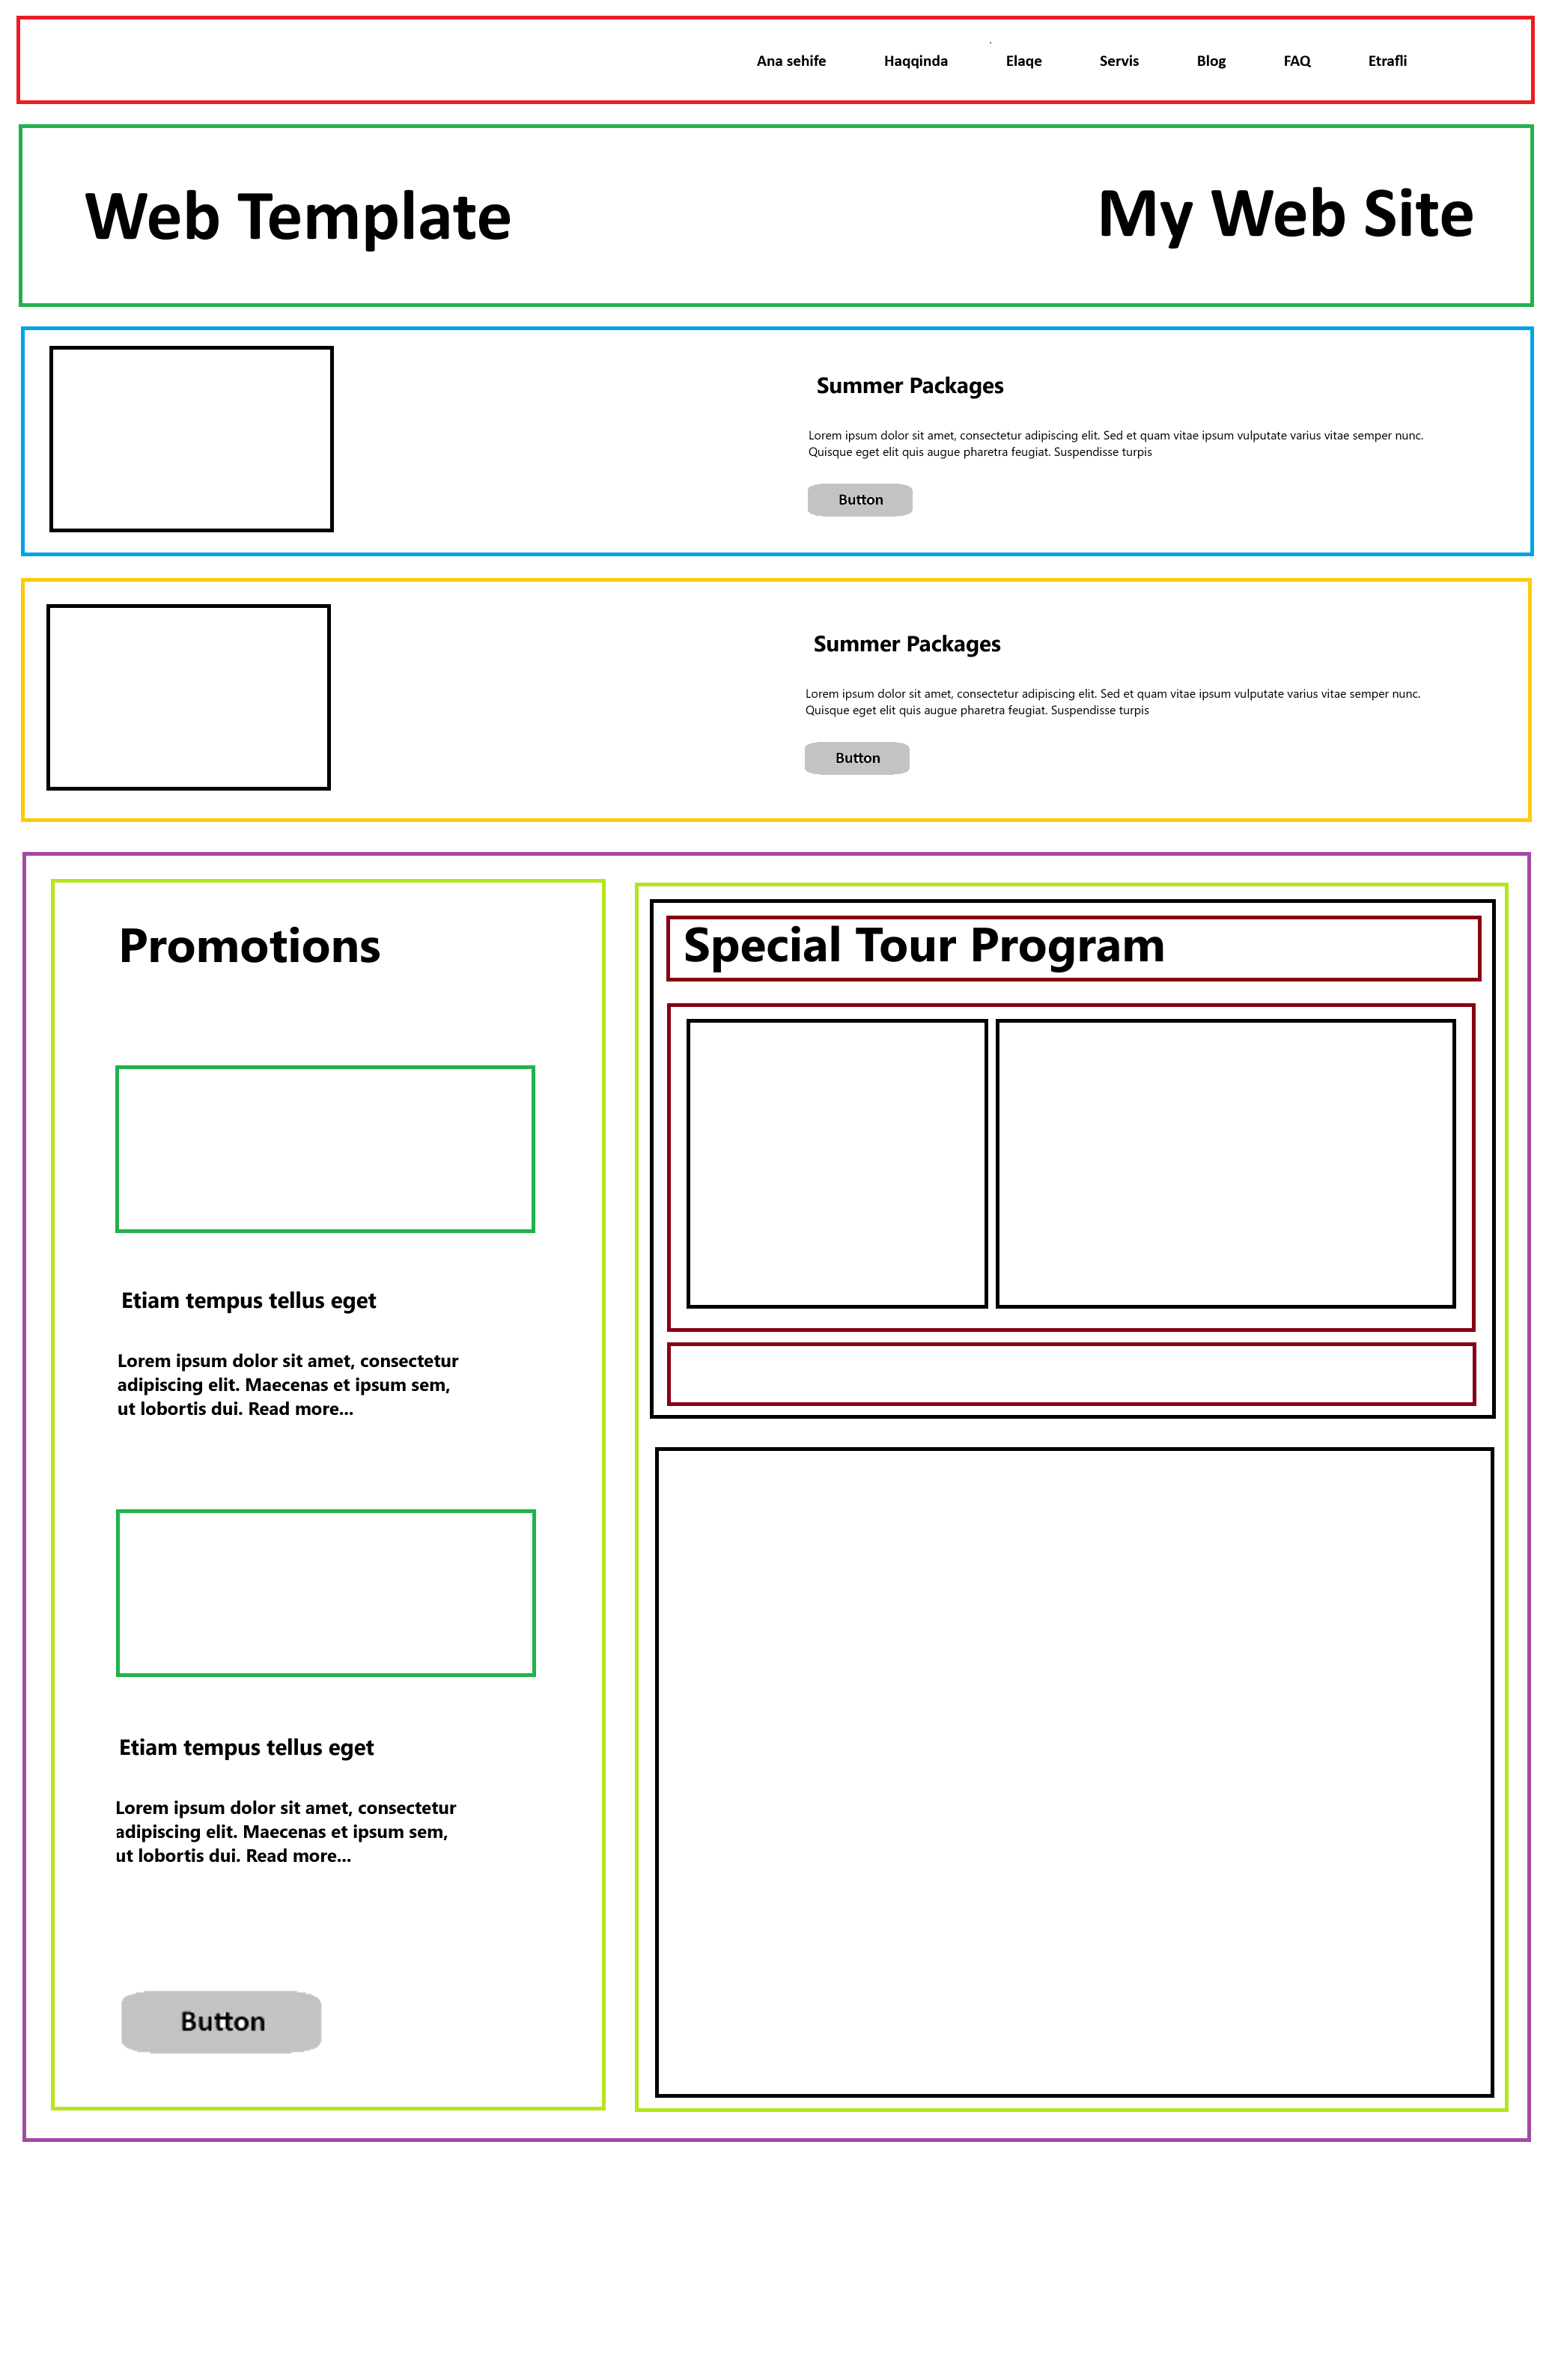 Ana sehife Haqqinda Elaqe Servis Blog FAQ Etrafli
Web Template My Web Site
Summer Packages
Lorem ipsum dolor sit amet, consectetur adipiscing elit. Sed et quam vitae ipsum vulputate varius vitae semper nunc.
Quisque eget elit quis augue pharetra feugiat. Suspendisse turpis
Button
Summer Packages
Lorem ipsum dolor sit amet, consectetur adipiscing elit. Sed et quam vitae ipsum vulputate varius vitae semper nunc.
Quisque eget elit quis augue pharetra feugiat. Suspendisse turpis
Button
Promotions
Etiam tempus tellus eget
Lorem ipsum dolor sit amet, consectetur
adipiscing elit. Maecenas et ipsum sem,
ut lobortis dui. Read more...
Etiam tempus tellus eget
Lorem ipsum dolor sit amet, consectetur
adipiscing elit. Maecenas et ipsum sem,
ut lobortis dui. Read more...
Button
Special Tour Program